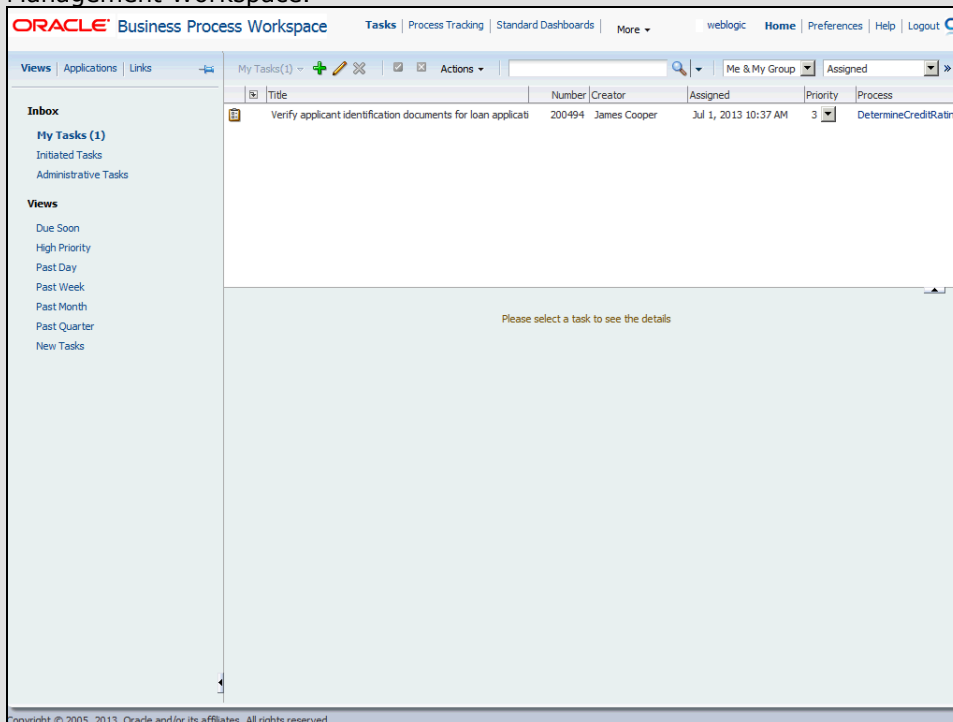 Management Workspace.
ORACLE Business Process Workspace Tasks Process Tracking Standard Dashboards More weblogic Home Preferences Help Logout
Views Applications Links My Tasks(1) Actions Me & My Group Assigned »
Title Number Creator Assigned Priority Process
Verify applicant identification documents for loan applicati 200494 James Cooper Jul 1, 2013 10:37 AM 3 DetermineCreditRatin
Inbox
My Tasks (1)
Initiated Tasks
Administrative Tasks
Views
Due Soon
High Priority
Past Day
Past Week
Past Month
Past Quarter
New Tasks
Please select a task to see the details
Copyright © 2005, 2013, Oracle and/or its affiliates. All rights reserved.